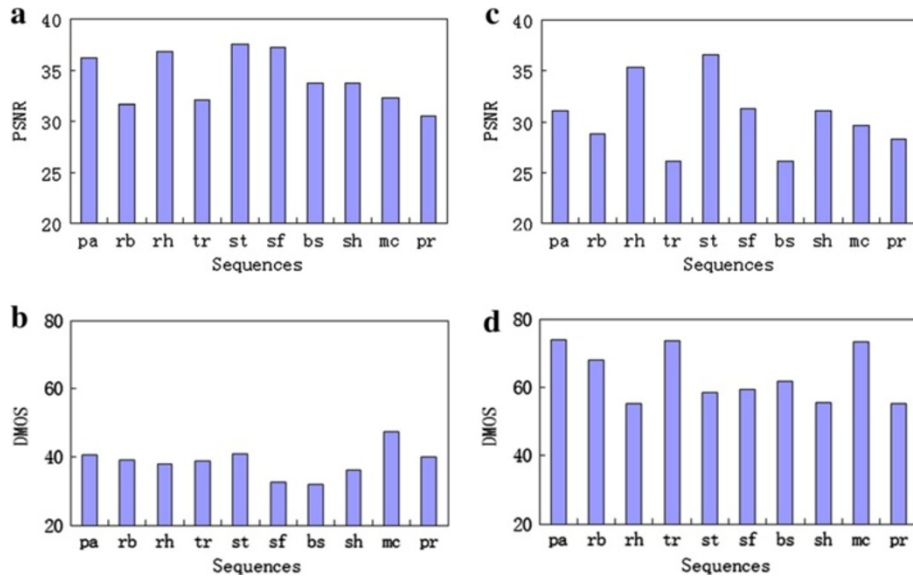 a
40
35
30
25
20
PSNR
pa rb rh tr st sf bs sh mc pr
Sequences
c
40
35
30
25
20
PSNR
pa rb rh tr st sf bs sh mc pr
Sequences
b
80
60
40
20
DMOS
pa rb rh tr st sf bs sh mc pr
Sequences
d
80
60
40
20
DMOS
pa rb rh tr st sf bs sh mc pr
Sequences